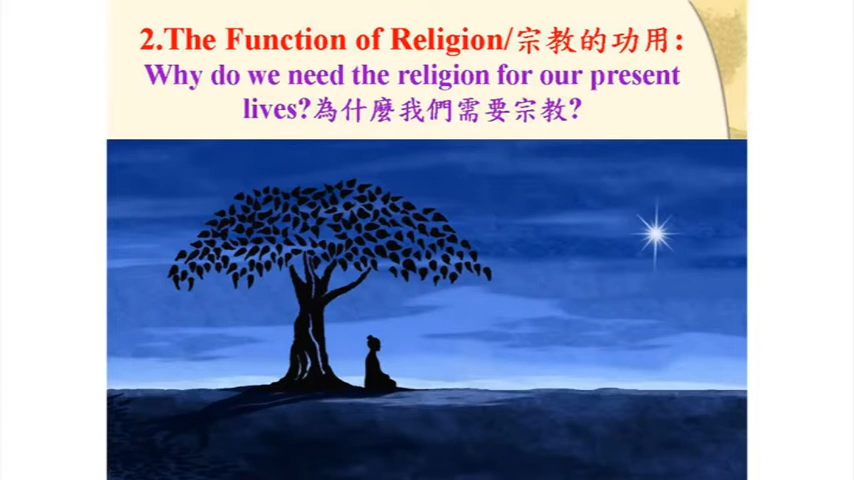 2.The Function of Religion/宗教的功用:
Why do we need the religion for our present
lives?為什麼我們需要宗教?